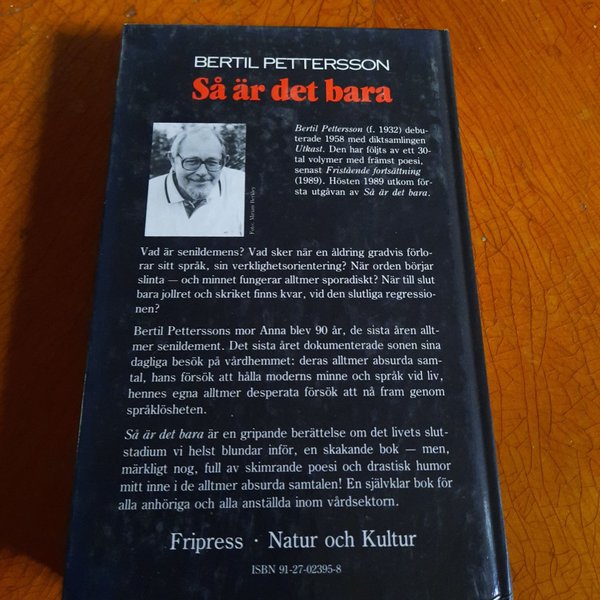 BERTIL PETTERSSON
Så är det bara
Bertil Pettersson (f. 1932) debu-
terade 1958 med diktsamlingen
Utkast. Den har följts av ett 30-
tal volymer med främst poesi,
senast Fristående fortsättning
(1989). Hösten 1989 utkom för-
sta utgåvan av Så är det bara.
Foto: Miriam Berkley
Vad är senildemens? Vad sker när en åldring gradvis förlo-
rar sitt språk, sin verklighetsorientering? När orden börjar
slinta — och minnet fungerar alltmer sporadiskt? När till slut
bara jollret och skriket finns kvar, vid den slutliga regressio-
nen?
Bertil Petterssons mor Anna blev 90 år, de sista åren allt-
mer senildement. Det sista året dokumenterade sonen sina
dagliga besök på vårdhemmet: deras alltmer absurda sam-
tal, hans försök att hålla moderns minne och språk vid liv,
hennes egna alltmer desperata försök att nå fram genom
språklösheten.
Så är det bara är en gripande berättelse om det livets slut-
stadium vi helst blundar inför, en skakande bok — men,
märkligt nog, full av skimrande poesi och drastisk humor
mitt inne i de alltmer absurda samtalen! En självklar bok för
alla anhöriga och alla anställda inom vårdsektorn.
Fripress · Natur och Kultur
ISBN 91-27-02395-8